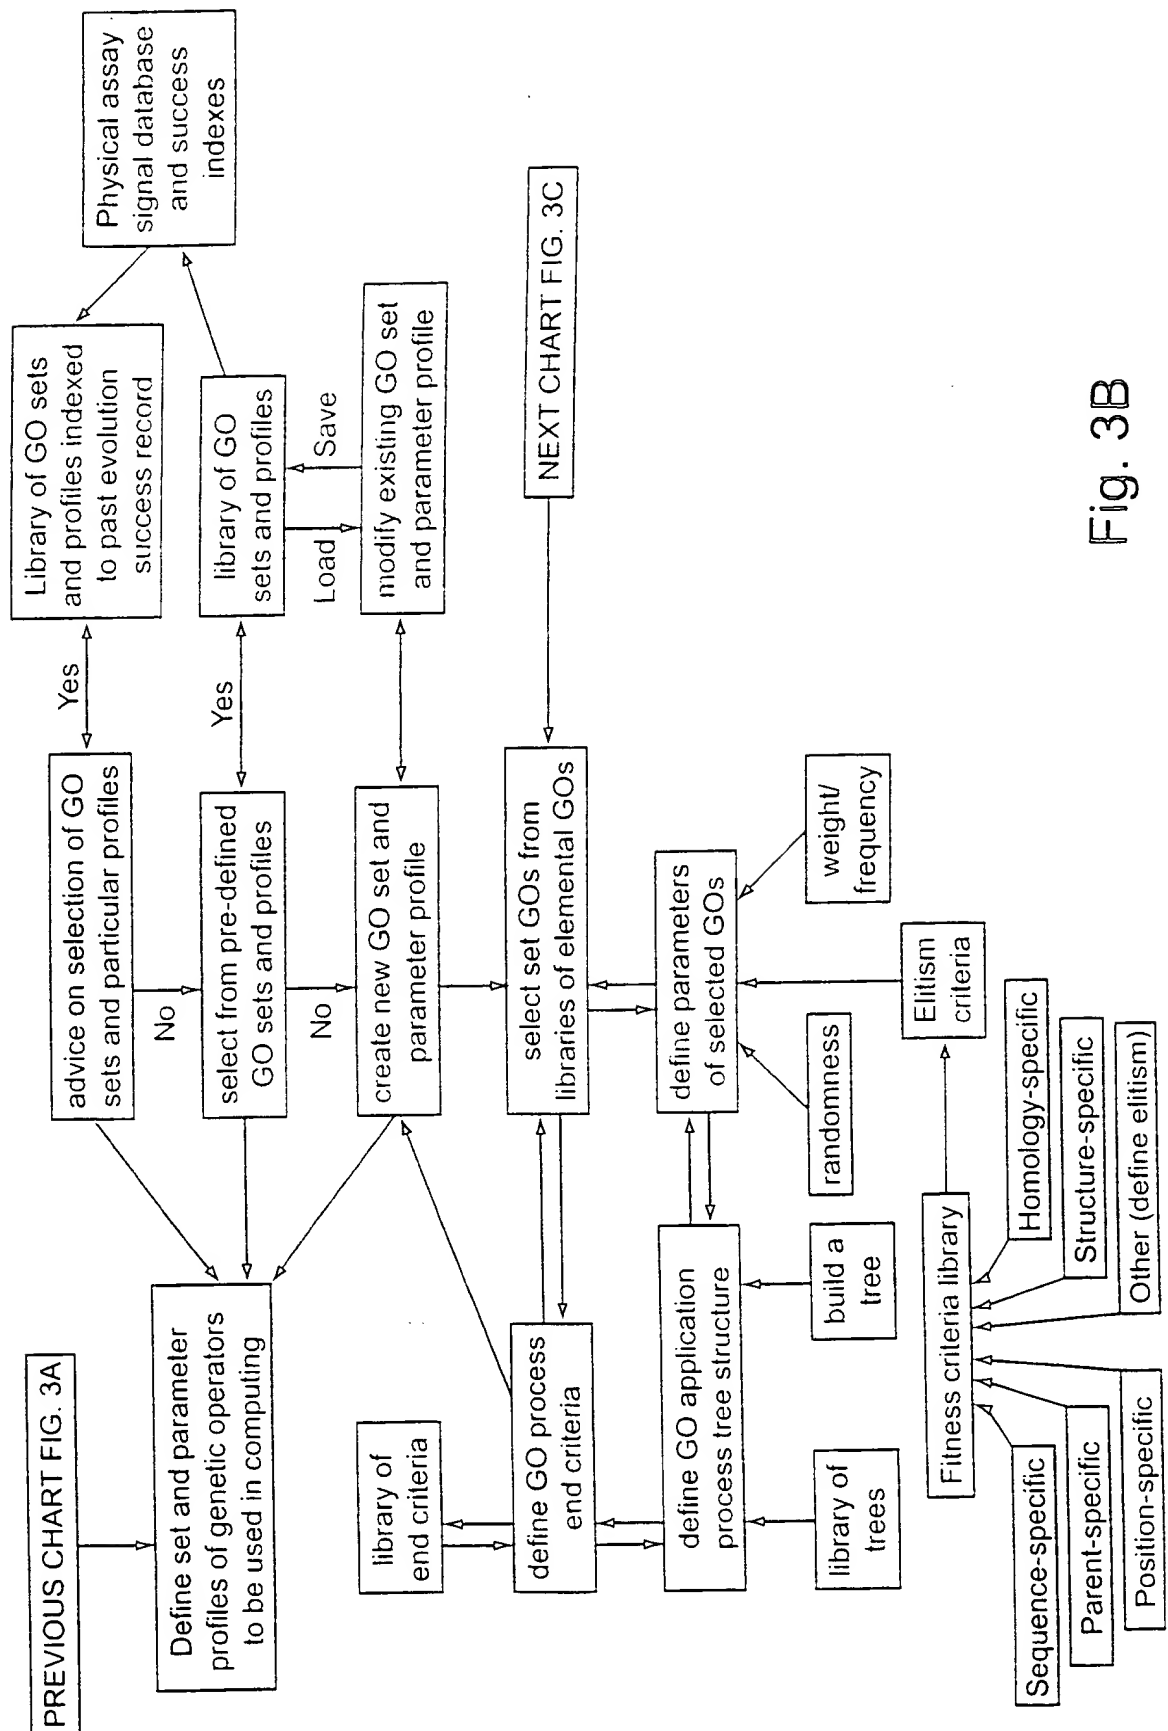 PREVIOUS CHART FIG. 3A
Define set and parameter
profiles of genetic operators
to be used in computing
advice on selection of GO
sets and particular profiles
Yes
Library of GO sets
and profiles indexed
to past evolution
success record
Physical assay
signal database
and success
indexes
No
select from pre-defined
GO sets and profiles
Yes
library of GO
sets and profiles
No
Load
Save
create new GO set and
parameter profile
modify existing GO set
and parameter profile
library of
end criteria
define GO process
end criteria
select set GOs from
libraries of elemental GOs
NEXT CHART FIG. 3C
define GO application
process tree structure
define parameters
of selected GOs
library of
trees
build a
tree
randomness
weight/
frequency
Elitism
criteria
Fitness criteria library
Sequence-specific
Parent-specific
Position-specific
Homology-specific
Structure-specific
Other (define elitism)
Fig. 3B